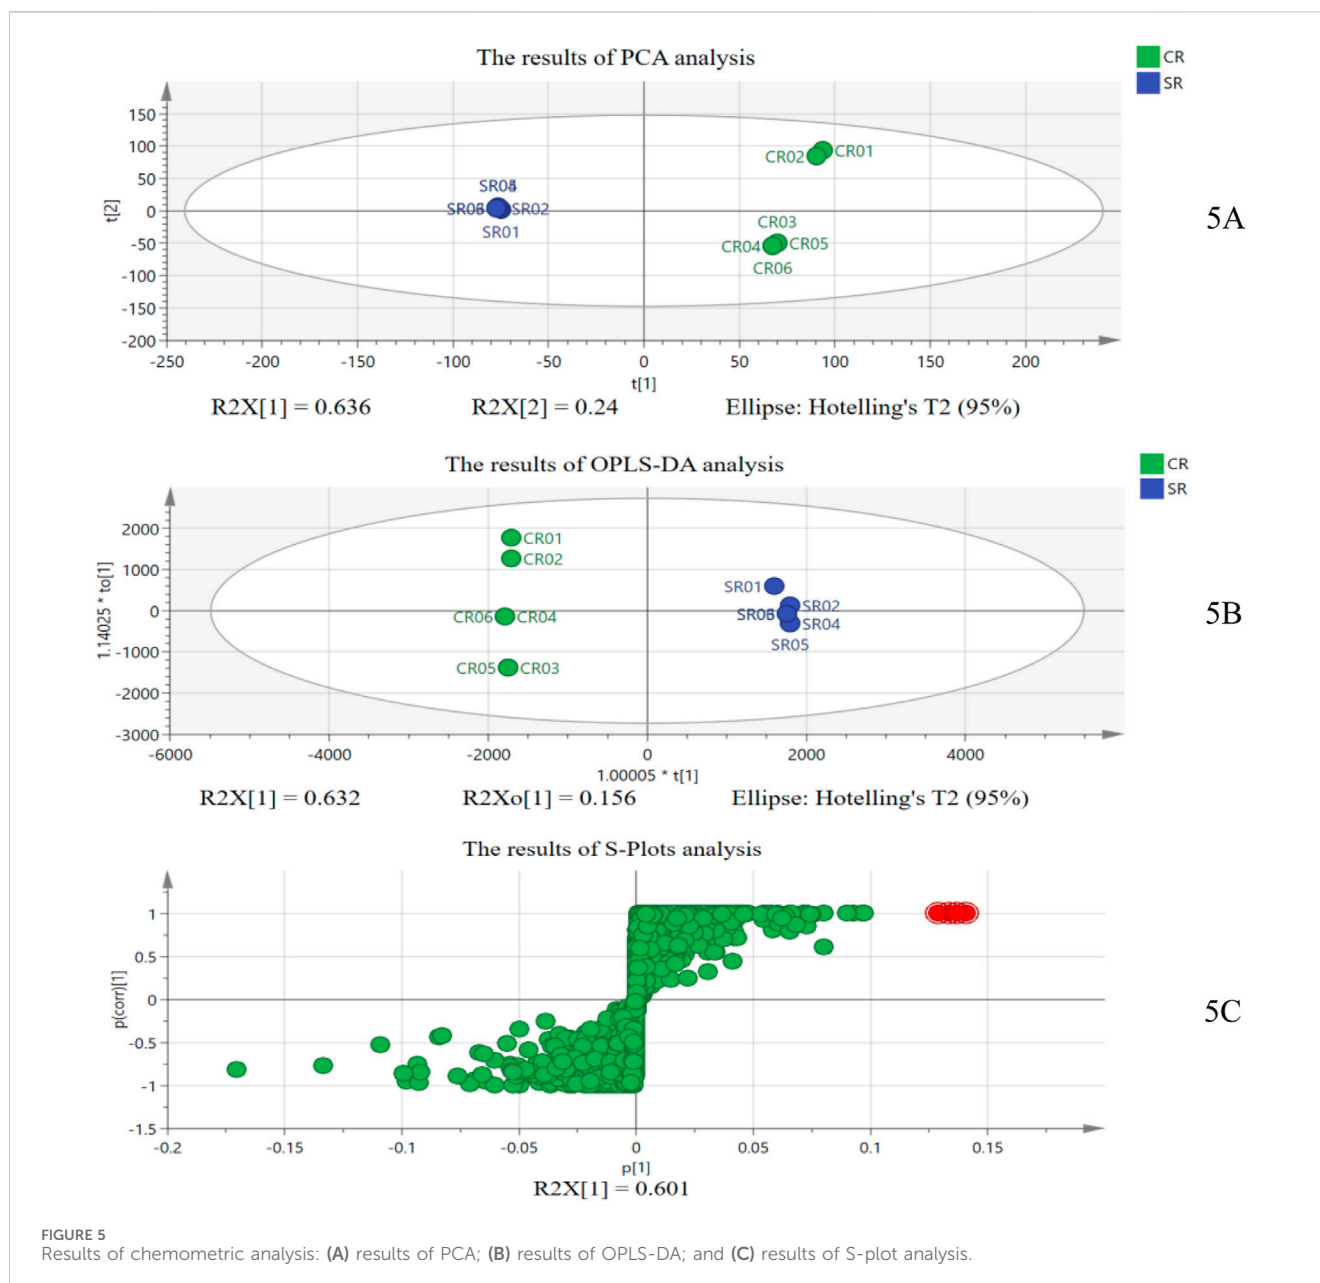 The results of PCA analysis
CR
SR
150
100
50
0
-50
-100
-150
-200
t[2]
CR02
CR01
SR02
SR01
CR03
CR04
CR05
CR06
5A
-250
-200
-150
-100
-50
0
50
100
150
200
t[1]
R2X[1] = 0.636
R2X[2] = 0.24
Ellipse: Hotelling's T2 (95%)
The results of OPLS-DA analysis
CR
SR
2000
1000
0
-1000
-2000
-3000
1.14025 * to[1]
CR01
CR02
CR06
CR04
CR05
CR03
SR01
SR02
SR04
SR05
5B
-6000
-4000
-2000
0
2000
4000
1.00005 * t[1]
R2X[1] = 0.632
R2Xo[1] = 0.156
Ellipse: Hotelling's T2 (95%)
The results of S-Plots analysis
1
0.5
0
-0.5
-1
-1.5
p(corr)[1]
5C
-0.2
-0.15
-0.1
-0.05
0
0.05
0.1
0.15
p[1]
R2X[1] = 0.601
FIGURE 5
Results of chemometric analysis: (A) results of PCA; (B) results of OPLS-DA; and (C) results of S-plot analysis.